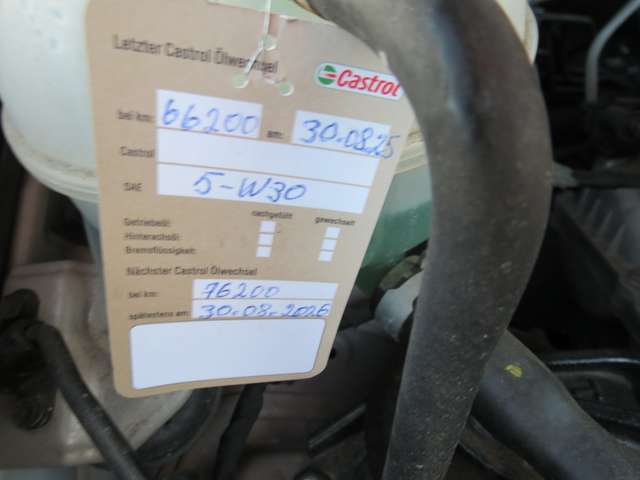 Letzter Castrol Ölwechsel
Castrol
bei km: 66200 am: 30.08.25
Castrol
SAE 5-W30
nachgefüllt gewechselt
Getriebeöl:
Hinterachsöl:
Bremsflüssigkeit:
Nächster Castrol Ölwechsel
bei km: 76200
spätestens am: 30.08.2026